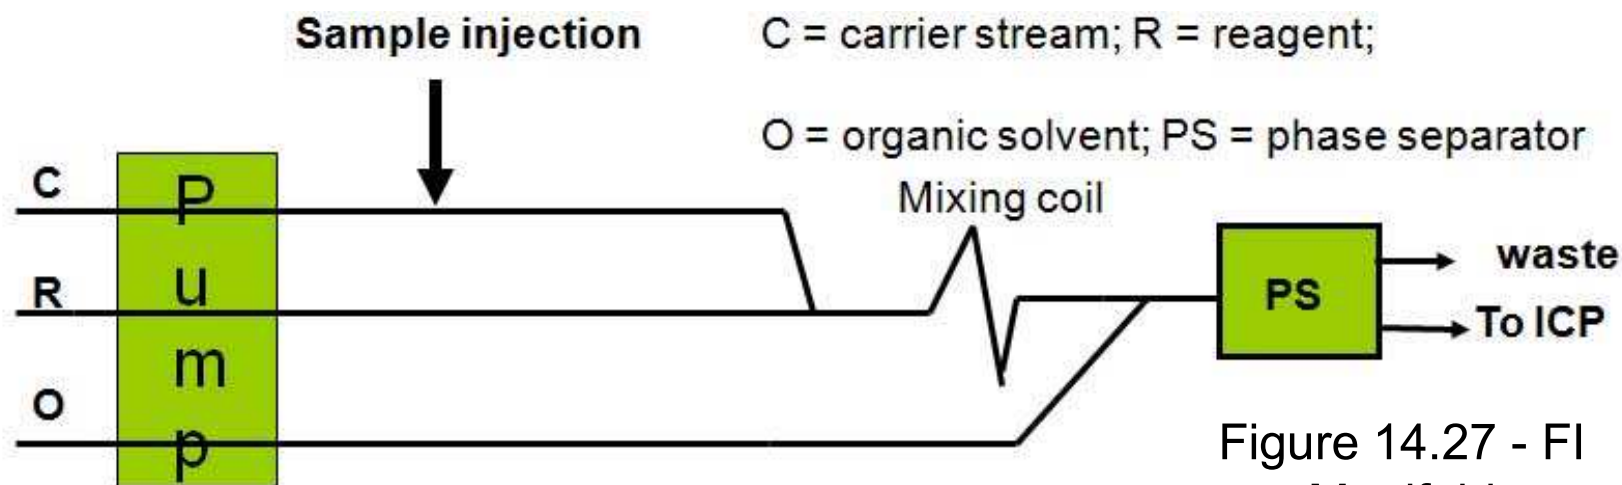 Sample injection
C = carrier stream; R = reagent;
O = organic solvent; PS = phase separator
Mixing coil
C
R
O
Pump
PS
waste
To ICP
Figure 14.27 - FI